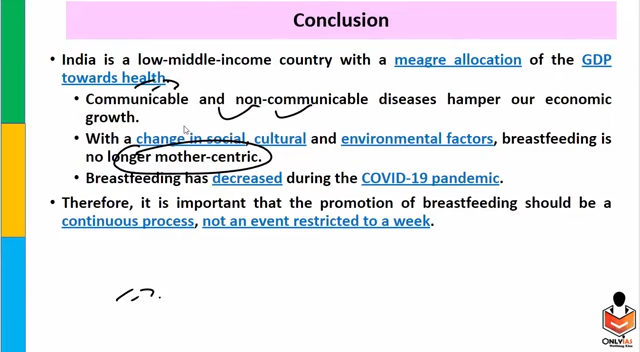 Conclusion
• India is a low-middle-income country with a meagre allocation of the GDP
towards health.
• Communicable and non-communicable diseases hamper our economic
growth.
• With a change in social, cultural and environmental factors, breastfeeding is
no longer mother-centric.
• Breastfeeding has decreased during the COVID-19 pandemic.
• Therefore, it is important that the promotion of breastfeeding should be a
continuous process, not an event restricted to a week.
ONLYIAS